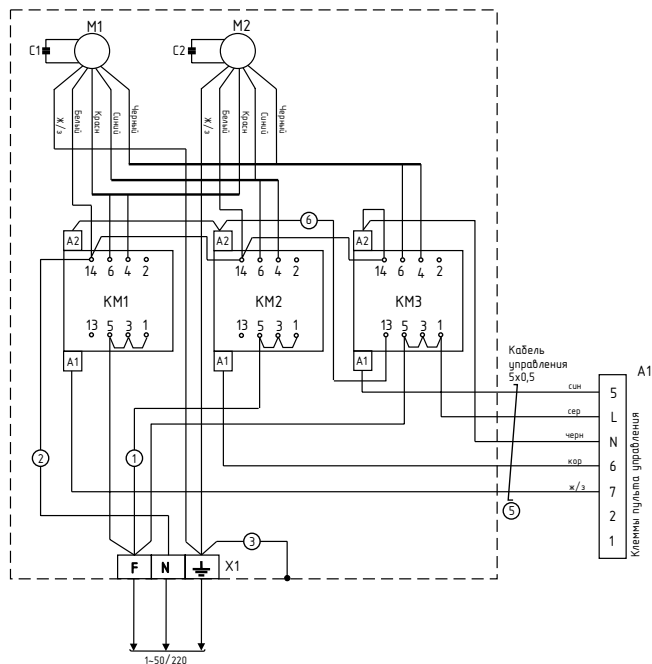 M1 M2
C1 C2
Ж/з Белый Красн Синий Черный Ж/з Белый Красн Синий Черный
6
A2 A2 A2
14 6 4 2 14 6 4 2 14 6 4 2
KM1 KM2 KM3
13 5 3 1 13 5 3 1 13 5 3 1
A1 A1 A1
Кабель
управления
5х0,5
A1
син 5
сер L
черн N
кор 6
ж/з 7
2
1
Клеммы пульта управления
2 1 5
3
F N X1
1~50/220